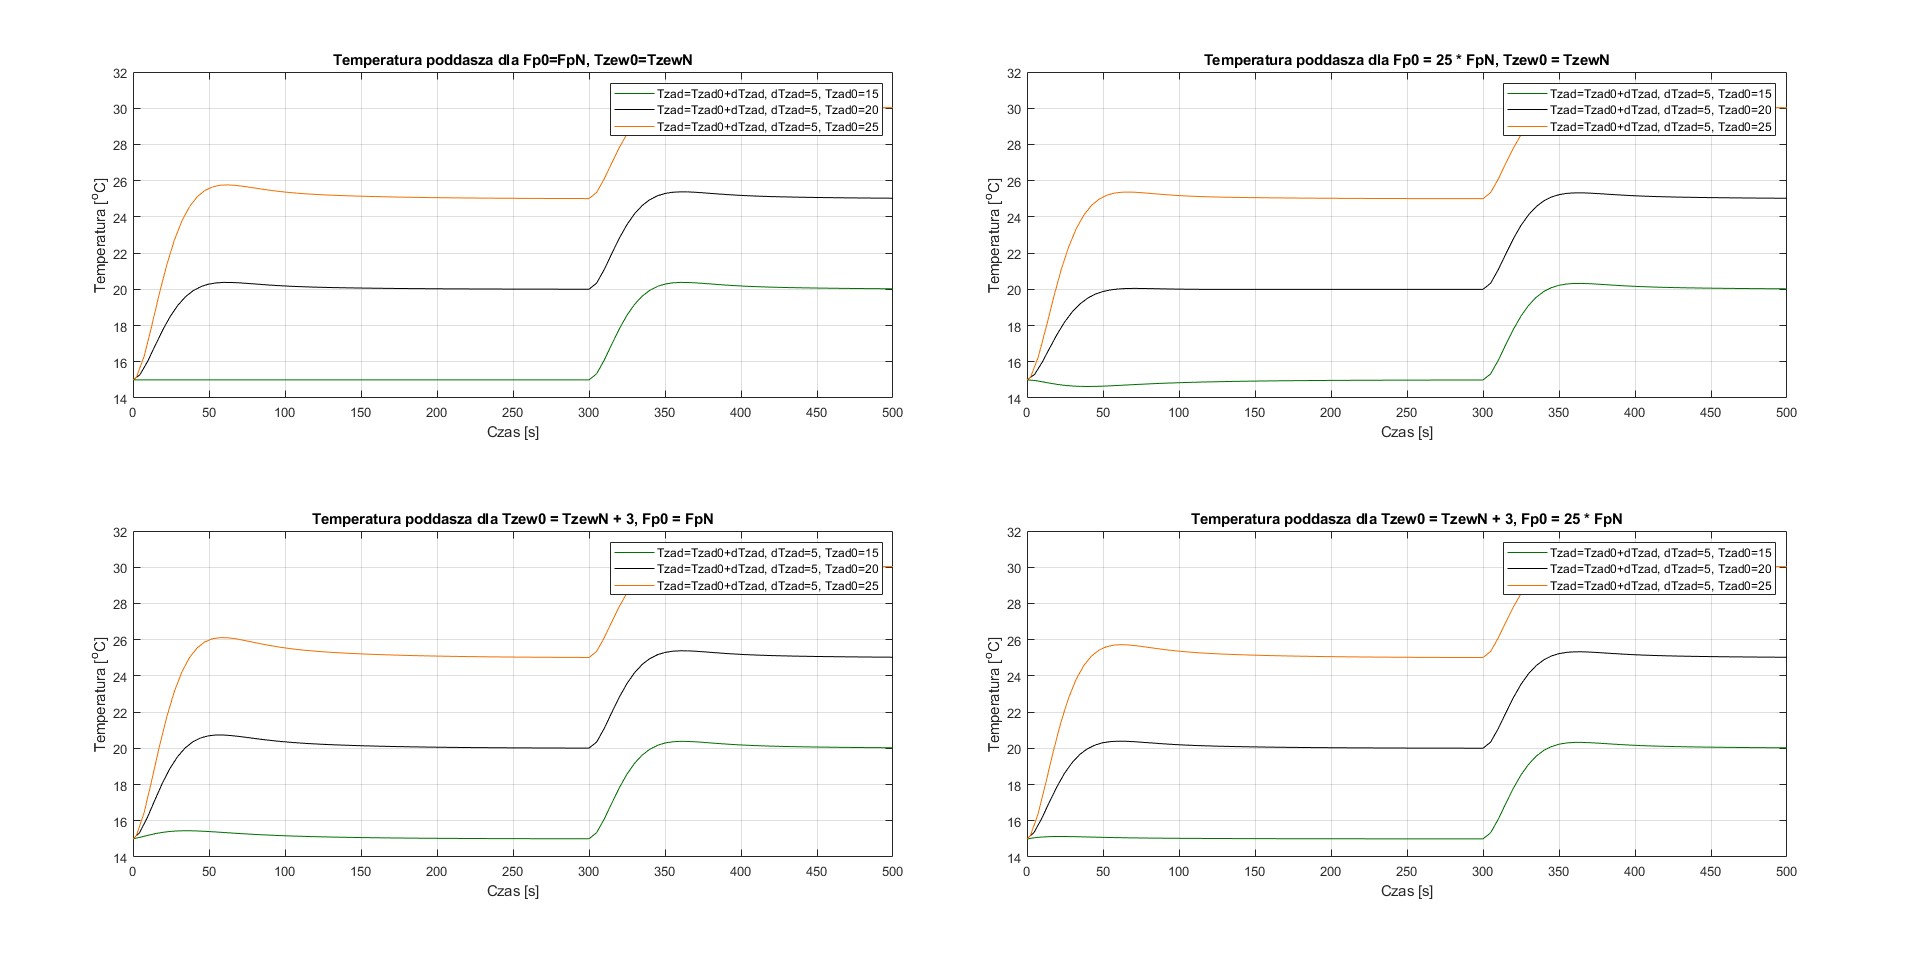 Temperatura poddasza dla Fp0=FpN, Tzew0=TzewN
Temperatura [°C]
32
30
28
26
24
22
20
18
16
14
Tzad=Tzad0+dTzad, dTzad=5, Tzad0=15
Tzad=Tzad0+dTzad, dTzad=5, Tzad0=20
Tzad=Tzad0+dTzad, dTzad=5, Tzad0=25
0 50 100 150 200 250 300 350 400 450 500
Czas [s]
Temperatura poddasza dla Fp0 = 25 * FpN, Tzew0 = TzewN
Temperatura [°C]
32
30
28
26
24
22
20
18
16
14
Tzad=Tzad0+dTzad, dTzad=5, Tzad0=15
Tzad=Tzad0+dTzad, dTzad=5, Tzad0=20
Tzad=Tzad0+dTzad, dTzad=5, Tzad0=25
0 50 100 150 200 250 300 350 400 450 500
Czas [s]
Temperatura poddasza dla Tzew0 = TzewN + 3, Fp0 = FpN
Temperatura [°C]
32
30
28
26
24
22
20
18
16
14
Tzad=Tzad0+dTzad, dTzad=5, Tzad0=15
Tzad=Tzad0+dTzad, dTzad=5, Tzad0=20
Tzad=Tzad0+dTzad, dTzad=5, Tzad0=25
0 50 100 150 200 250 300 350 400 450 500
Czas [s]
Temperatura poddasza dla Tzew0 = TzewN + 3, Fp0 = 25 * FpN
Temperatura [°C]
32
30
28
26
24
22
20
18
16
14
Tzad=Tzad0+dTzad, dTzad=5, Tzad0=15
Tzad=Tzad0+dTzad, dTzad=5, Tzad0=20
Tzad=Tzad0+dTzad, dTzad=5, Tzad0=25
0 50 100 150 200 250 300 350 400 450 500
Czas [s]